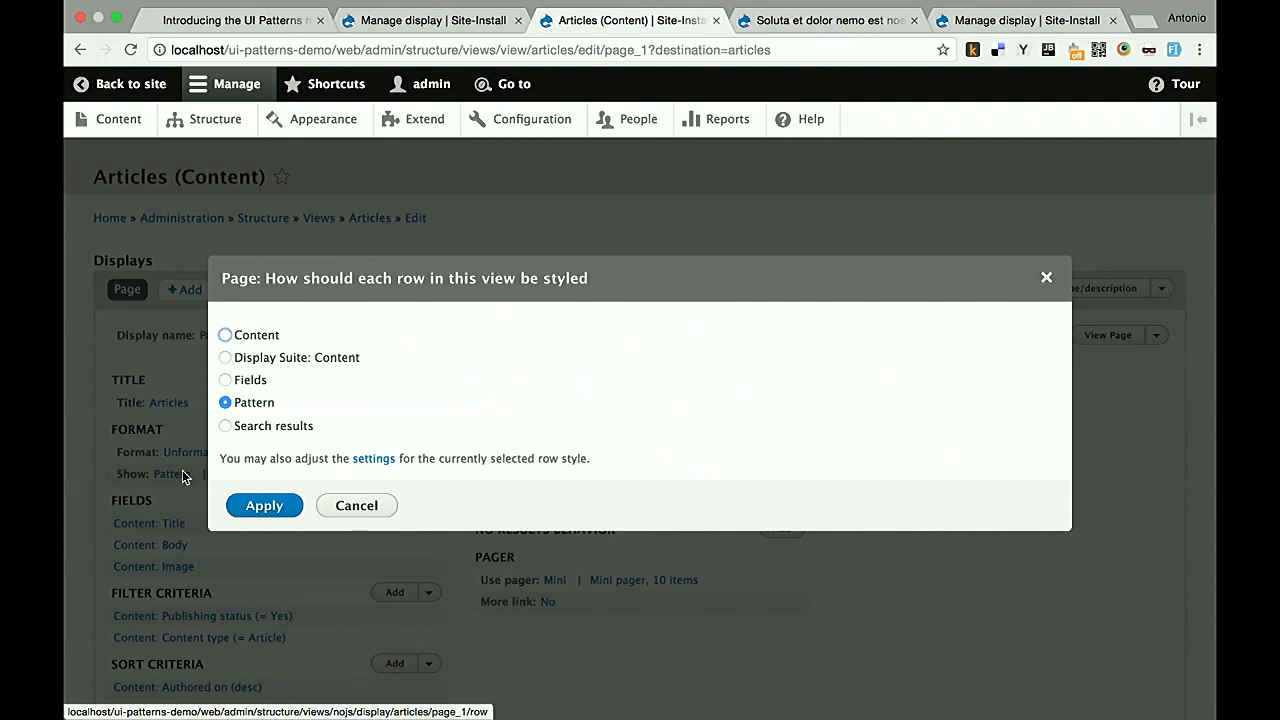 Introducing the UI Patterns × Manage display | Site-Install × Articles (Content) | Site-Insta × Soluta et dolor nemo est nos × Manage display | Site-Install × Antonio
localhost/ui-patterns-demo/web/admin/structure/views/view/articles/edit/page_1?destination=articles
Back to site Manage Shortcuts admin Go to Tour
Content Structure Appearance Extend Configuration People Reports Help
Articles (Content)
Home » Administration » Structure » Views » Articles » Edit
Displays
Page: How should each row in this view be styled
Page + Add
/description
Display name: P
View Page
Content
Display Suite: Content
Fields
Pattern
Search results
You may also adjust the settings for the currently selected row style.
Apply Cancel
TITLE
Title: Articles
FORMAT
Format: Unforma
Show: Patte |
FIELDS
Content: Title
Content: Body
Content: Image
FILTER CRITERIA Add
Content: Publishing status (= Yes)
Content: Content type (= Article)
SORT CRITERIA Add
Content: Authored on (desc)
NO RESULTS BEHAVIOR
PAGER
Use pager: Mini | Mini pager, 10 items
More link: No
localhost/ui-patterns-demo/web/admin/structure/views/nojs/display/articles/page_1/row